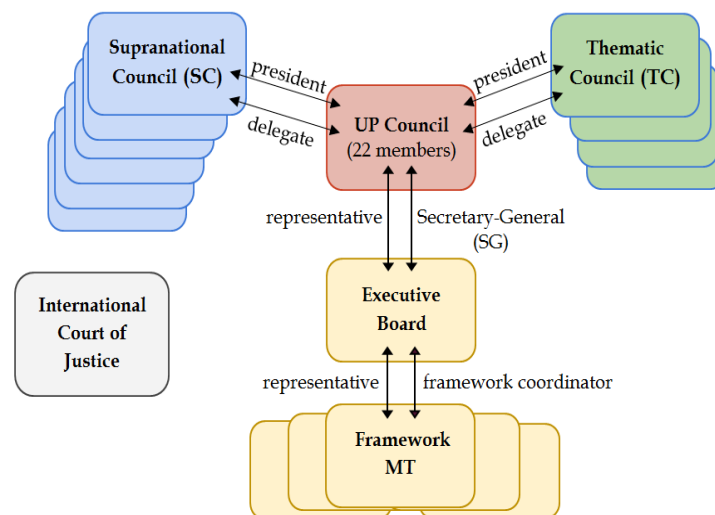 Supranational
Council (SC)
president
delegate
UP Council
(22 members)
president
delegate
Thematic
Council (TC)
representative
Secretary-General
(SG)
International
Court of
Justice
Executive
Board
representative
framework coordinator
Framework
MT